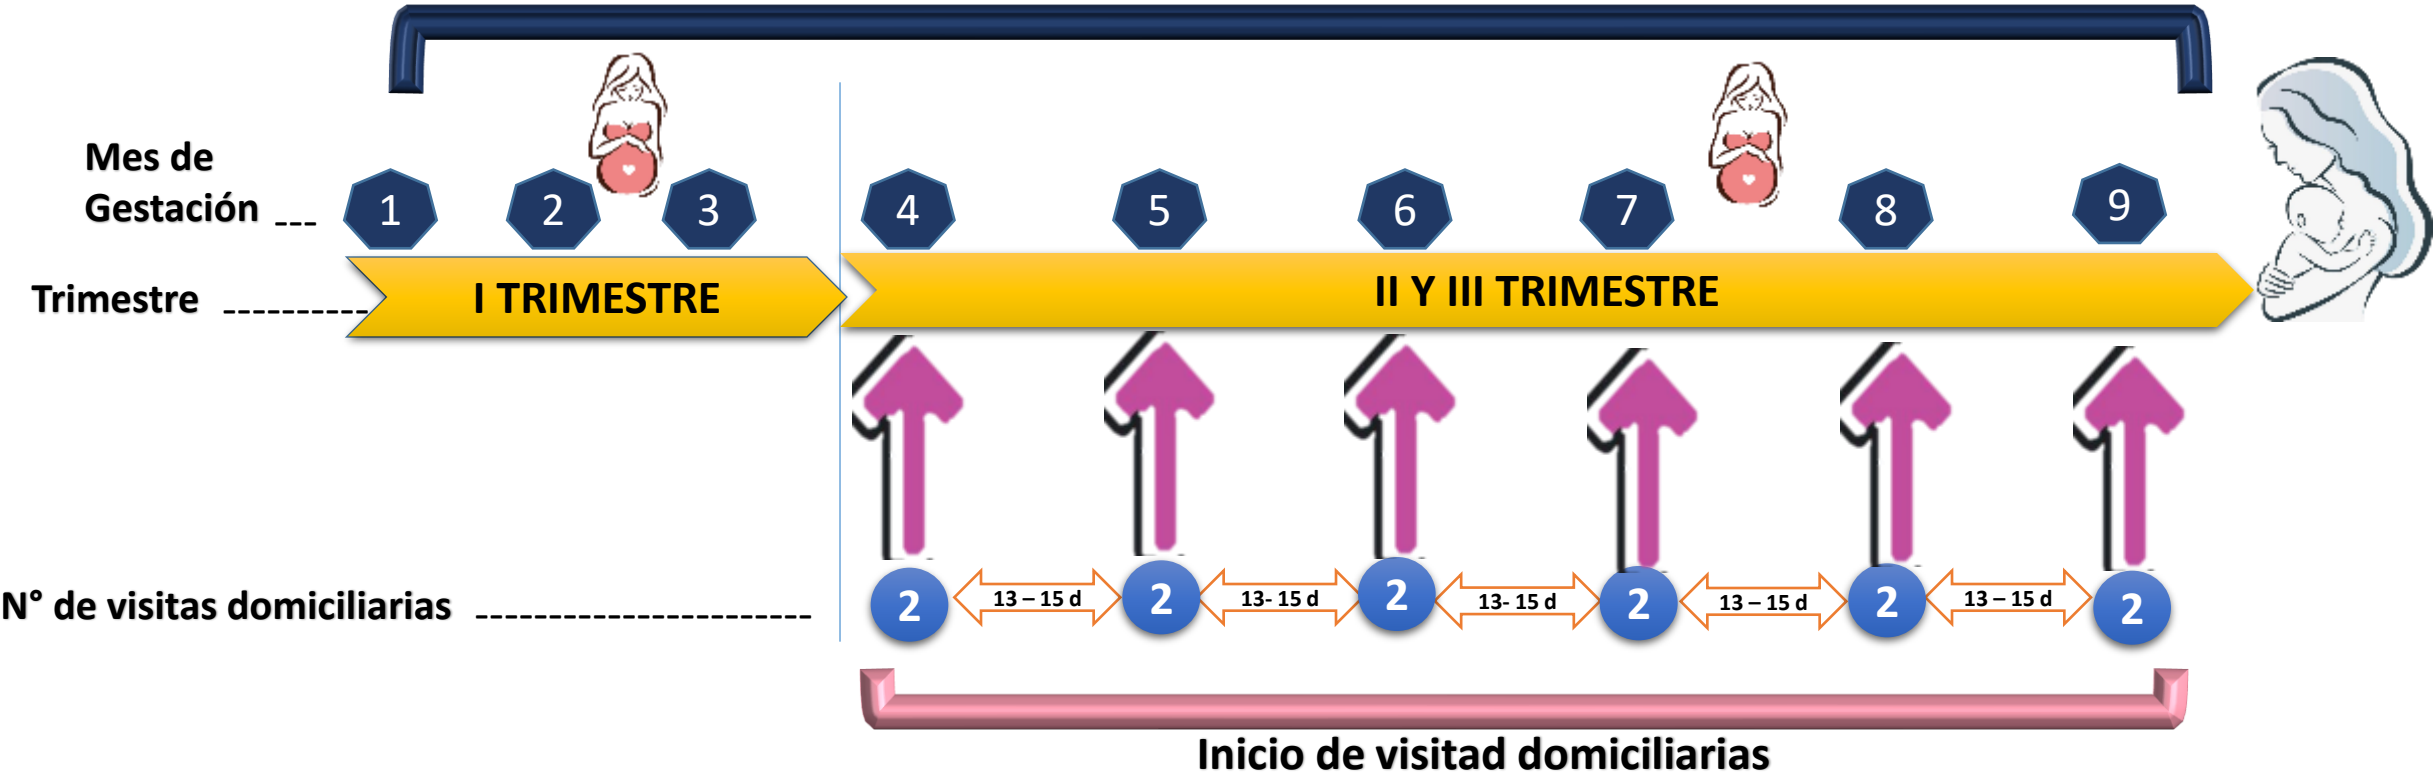 Mes de
Gestación ---
1 2 3 4 5 6 7 8 9
Trimestre ----------
I TRIMESTRE
II Y III TRIMESTRE
N° de visitas domiciliarias -----------------------
2 13 – 15 d 2 13- 15 d 2 13- 15 d 2 13 – 15 d 2 13 – 15 d 2
Inicio de visitad domiciliarias